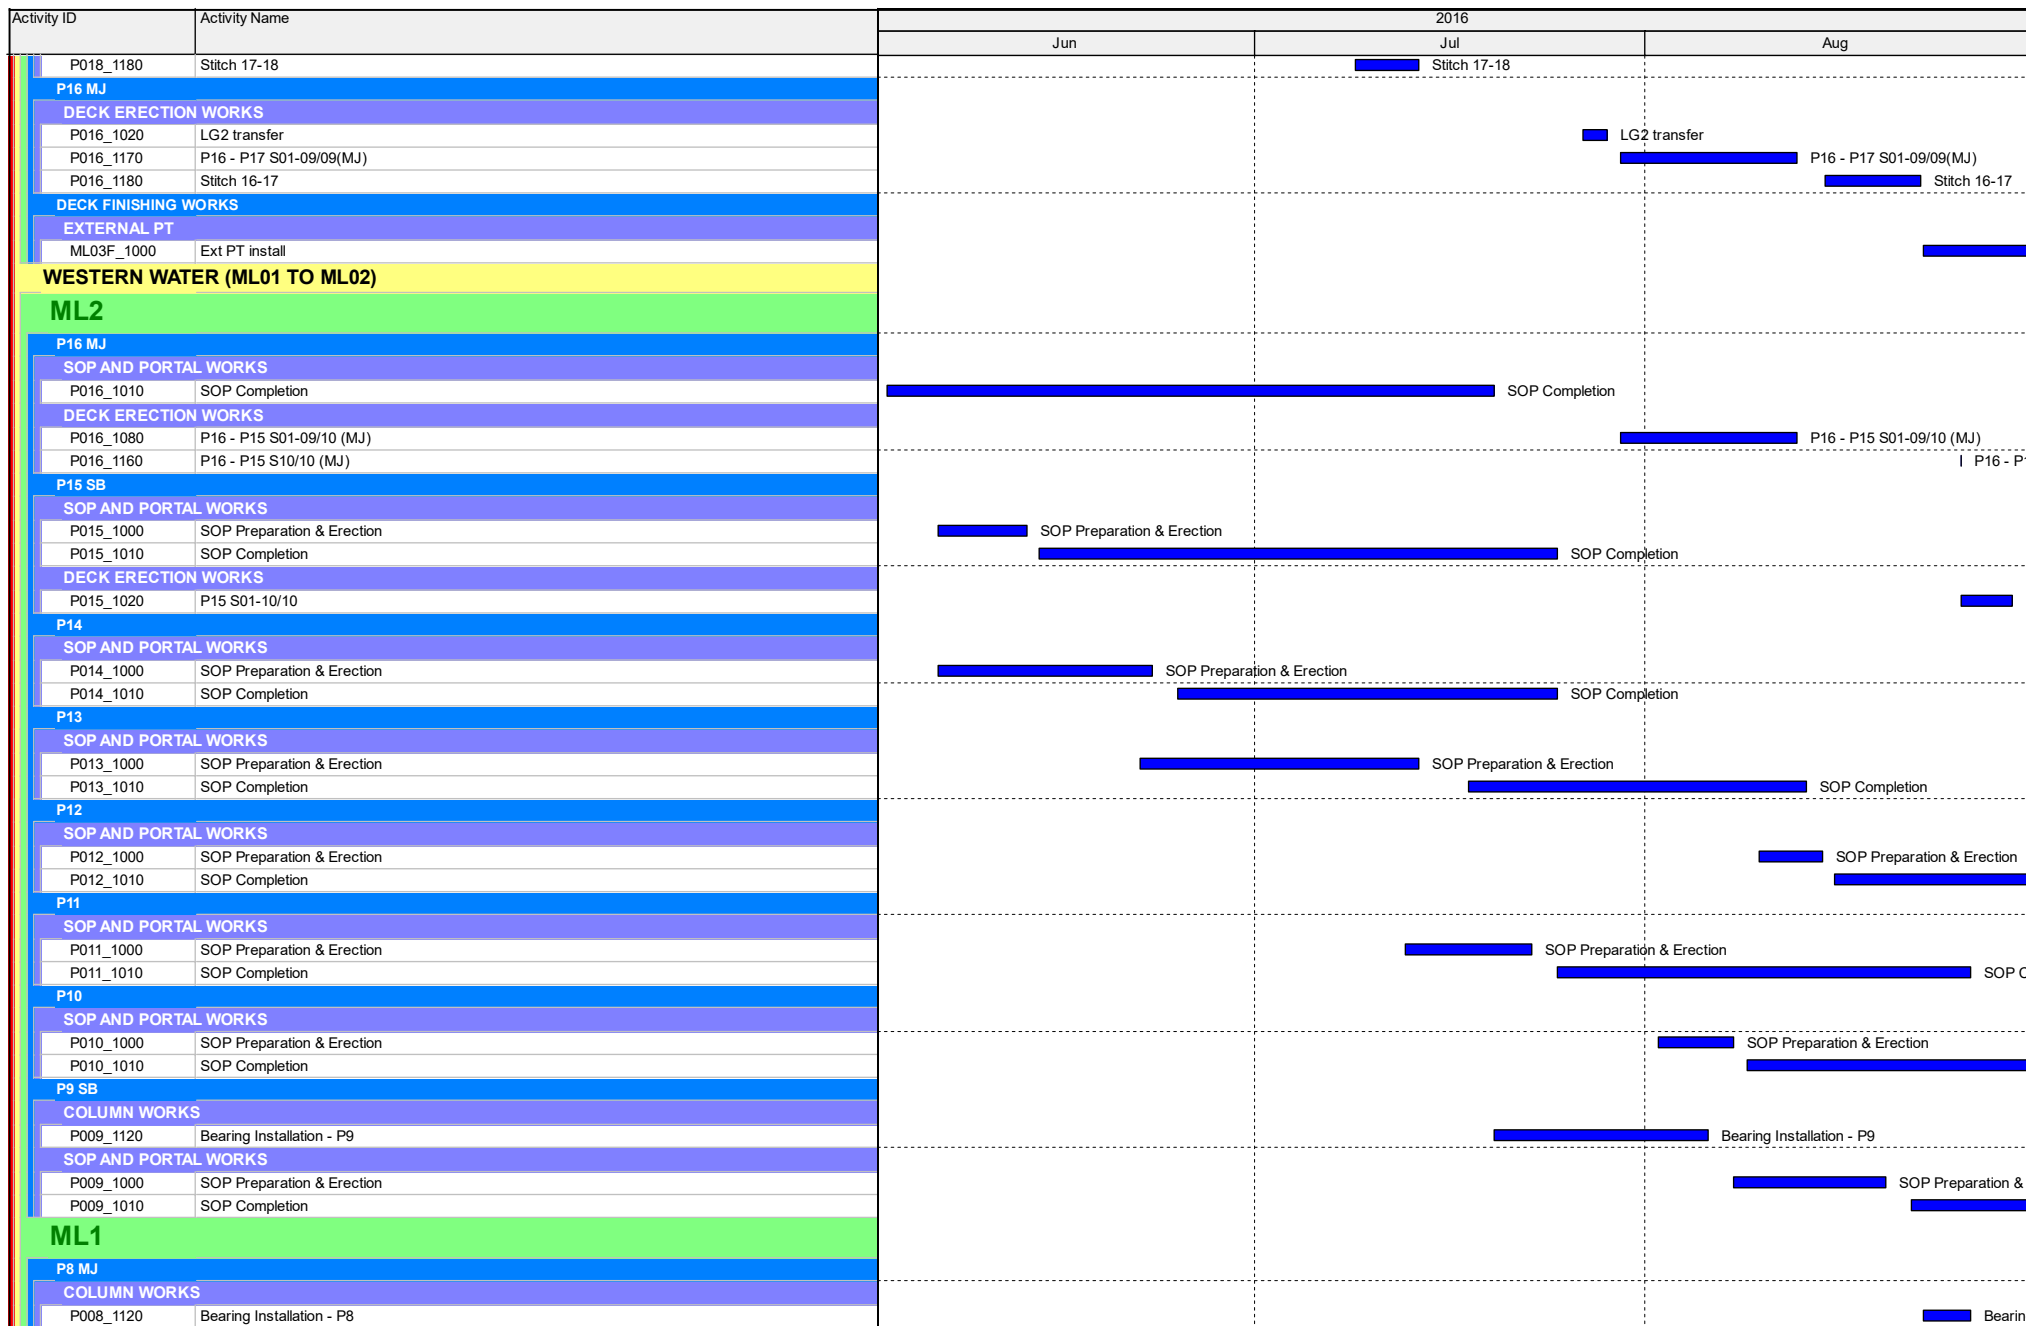 Activity ID Activity Name 2016
Jun Jul Aug
P018_1180 Stitch 17-18 Stitch 17-18
P16 MJ
DECK ERECTION WORKS
P016_1020 LG2 transfer LG2 transfer
P016_1170 P16 - P17 S01-09/09(MJ) P16 - P17 S01-09/09(MJ)
P016_1180 Stitch 16-17 Stitch 16-17
DECK FINISHING WORKS
EXTERNAL PT
ML03F_1000 Ext PT install
WESTERN WATER (ML01 TO ML02)
ML2
P16 MJ
SOP AND PORTAL WORKS
P016_1010 SOP Completion SOP Completion
DECK ERECTION WORKS
P016_1080 P16 - P15 S01-09/10 (MJ) P16 - P15 S01-09/10 (MJ)
P016_1160 P16 - P15 S10/10 (MJ) P16 - P
P15 SB
SOP AND PORTAL WORKS
P015_1000 SOP Preparation & Erection SOP Preparation & Erection
P015_1010 SOP Completion SOP Completion
DECK ERECTION WORKS
P015_1020 P15 S01-10/10
P14
SOP AND PORTAL WORKS
P014_1000 SOP Preparation & Erection SOP Preparation & Erection
P014_1010 SOP Completion SOP Completion
P13
SOP AND PORTAL WORKS
P013_1000 SOP Preparation & Erection SOP Preparation & Erection
P013_1010 SOP Completion SOP Completion
P12
SOP AND PORTAL WORKS
P012_1000 SOP Preparation & Erection SOP Preparation & Erection
P012_1010 SOP Completion
P11
SOP AND PORTAL WORKS
P011_1000 SOP Preparation & Erection SOP Preparation & Erection
P011_1010 SOP Completion SOP
P10
SOP AND PORTAL WORKS
P010_1000 SOP Preparation & Erection SOP Preparation & Erection
P010_1010 SOP Completion
P9 SB
COLUMN WORKS
P009_1120 Bearing Installation - P9 Bearing Installation - P9
SOP AND PORTAL WORKS
P009_1000 SOP Preparation & Erection SOP Preparation &
P009_1010 SOP Completion
ML1
P8 MJ
COLUMN WORKS
P008_1120 Bearing Installation - P8 Bearin